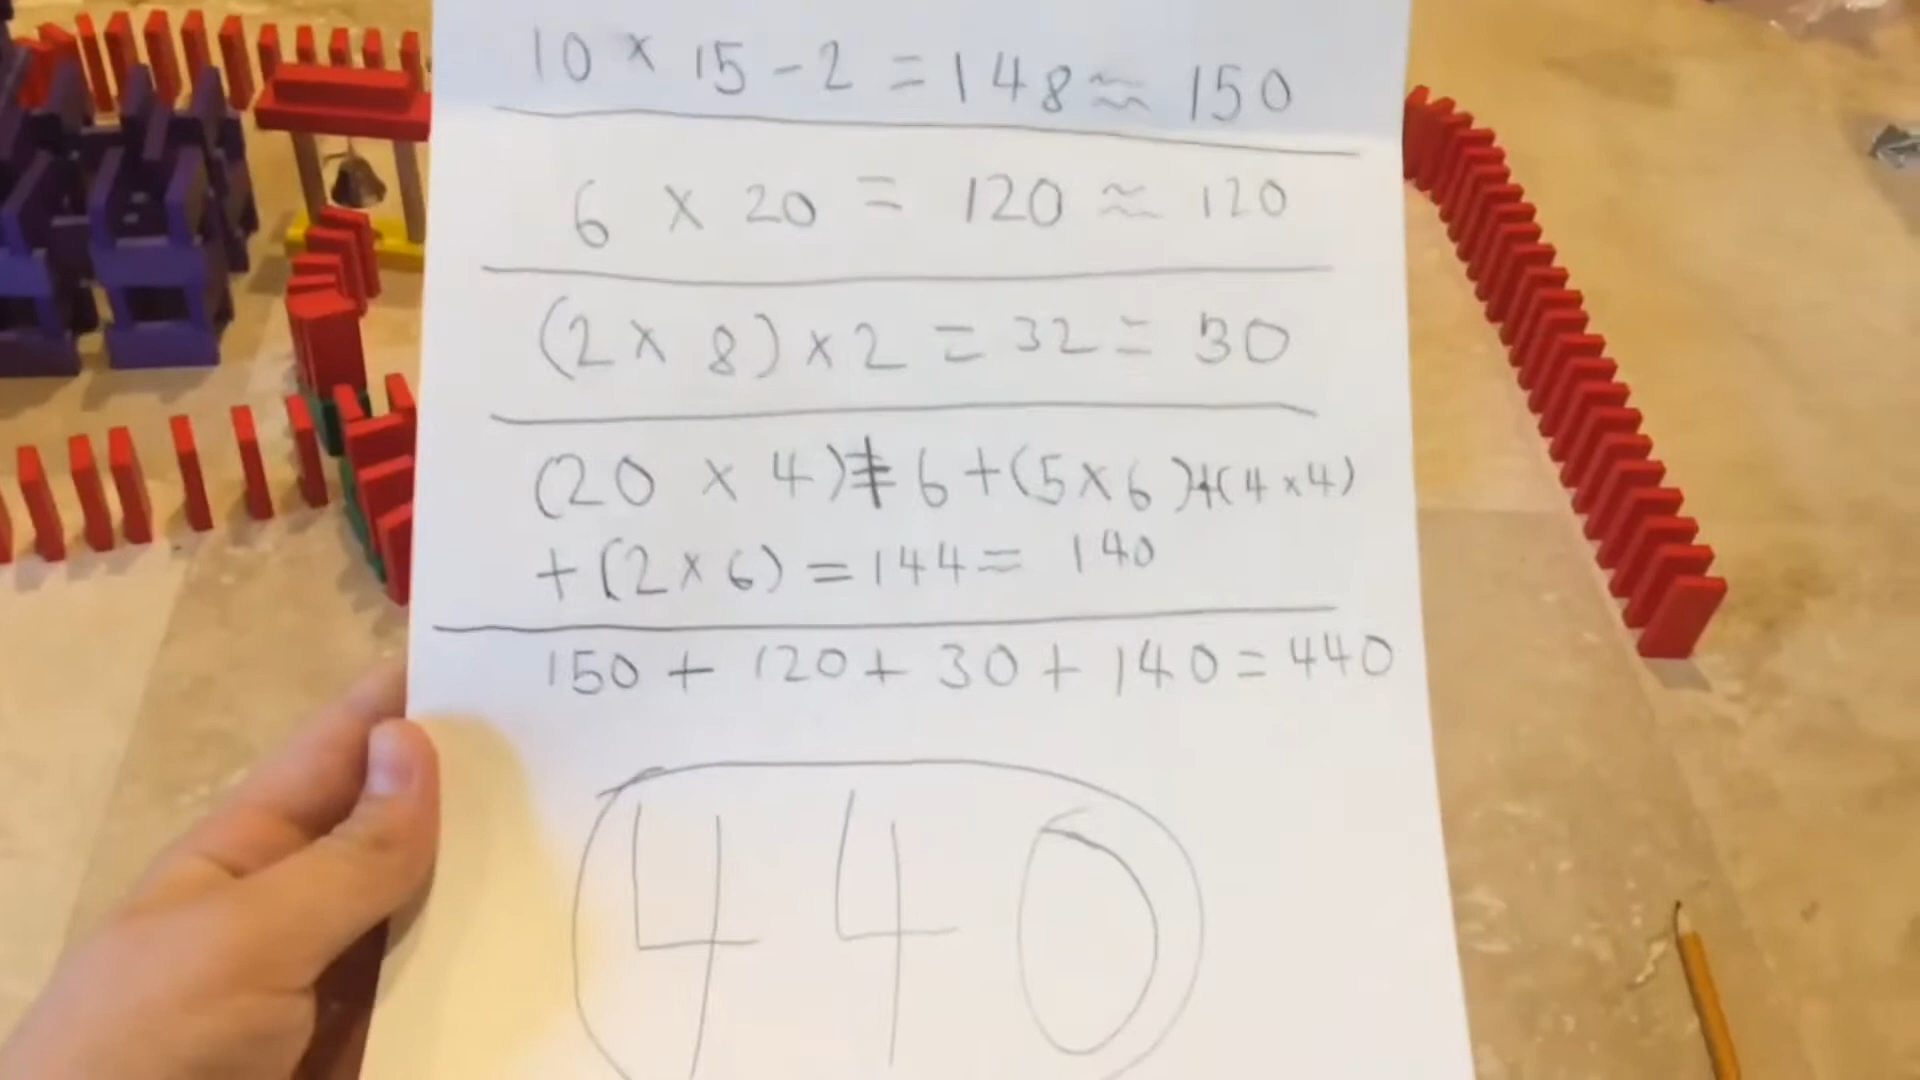 10 × 15 - 2 = 148 ≈ 150
6 × 20 = 120 ≈ 120
(2 × 8) × 2 = 32 = 30
(20 × 4) + 6 + (5 × 6) + (4 × 4)
+ (2 × 6) = 144 = 140
150 + 120 + 30 + 140 = 440
440